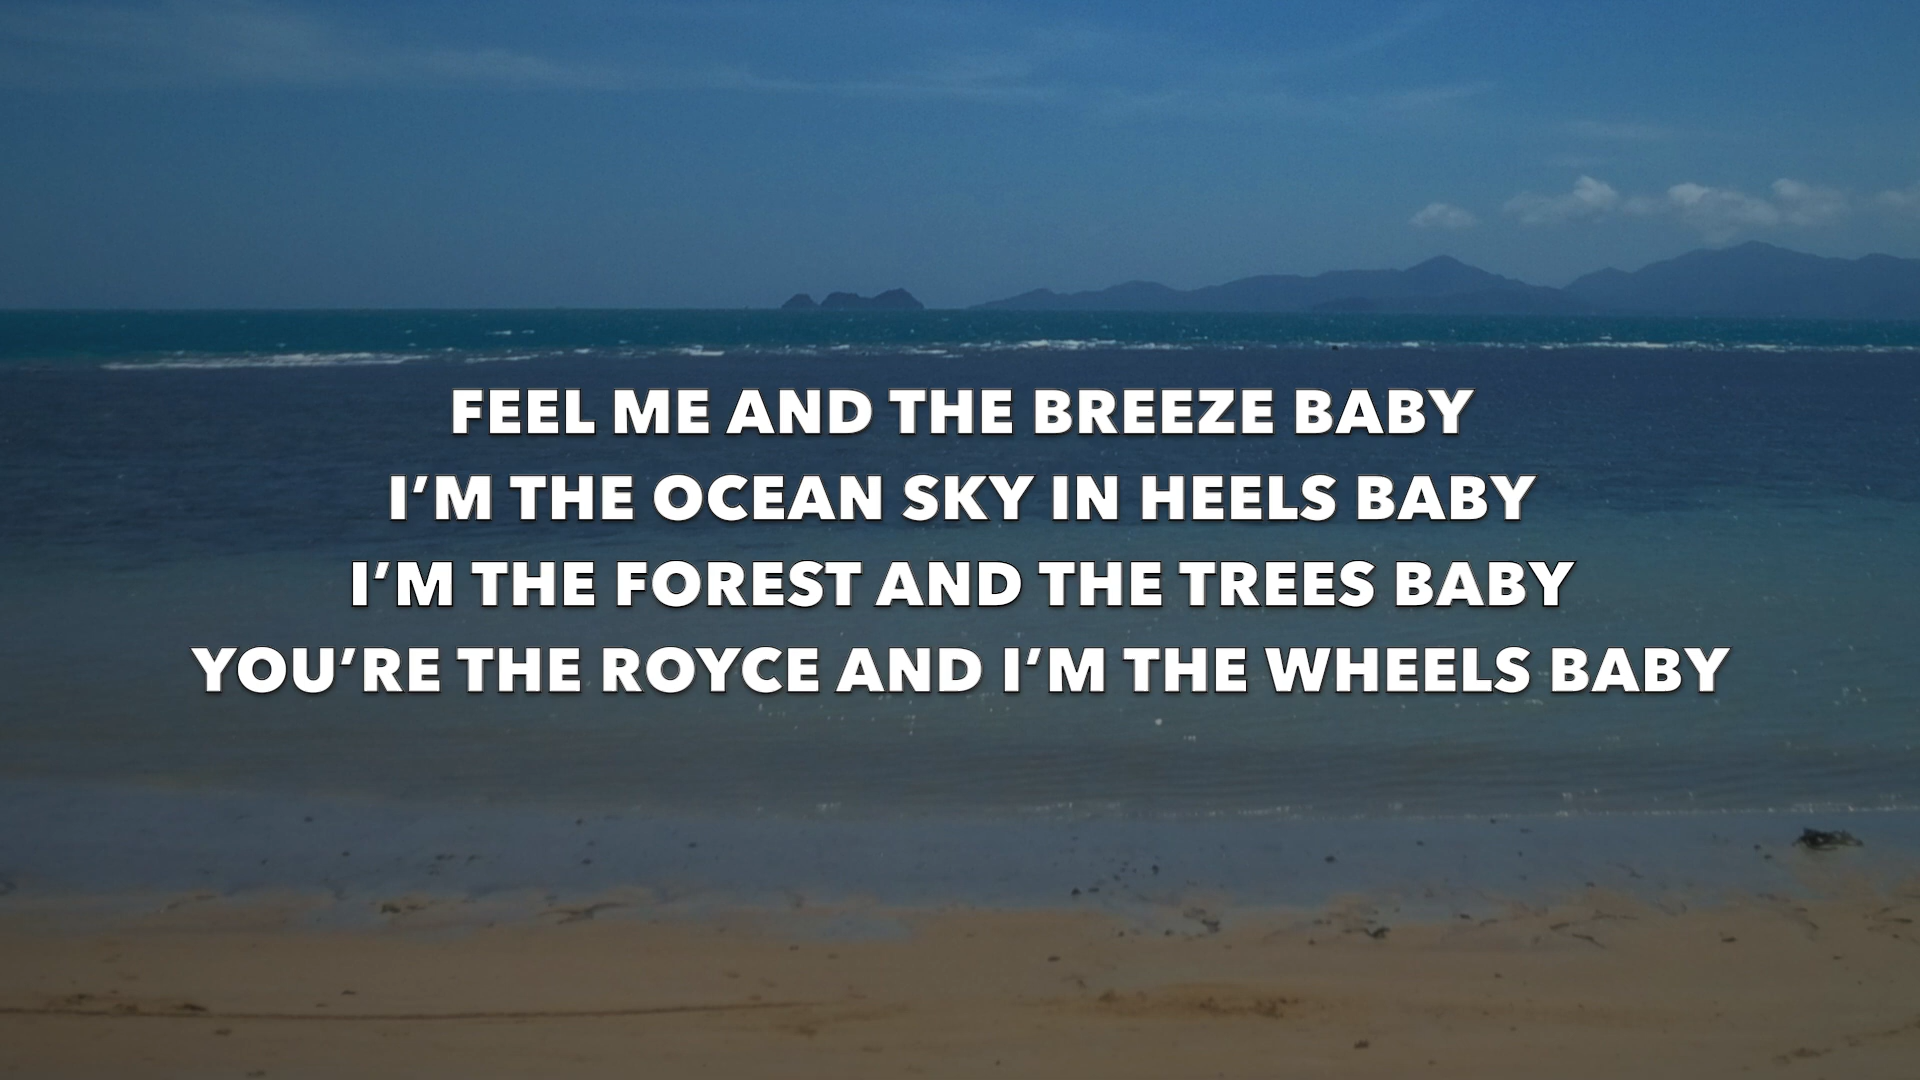 FEEL ME AND THE BREEZE BABY
I’M THE OCEAN SKY IN HEELS BABY
I’M THE FOREST AND THE TREES BABY
YOU’RE THE ROYCE AND I’M THE WHEELS BABY